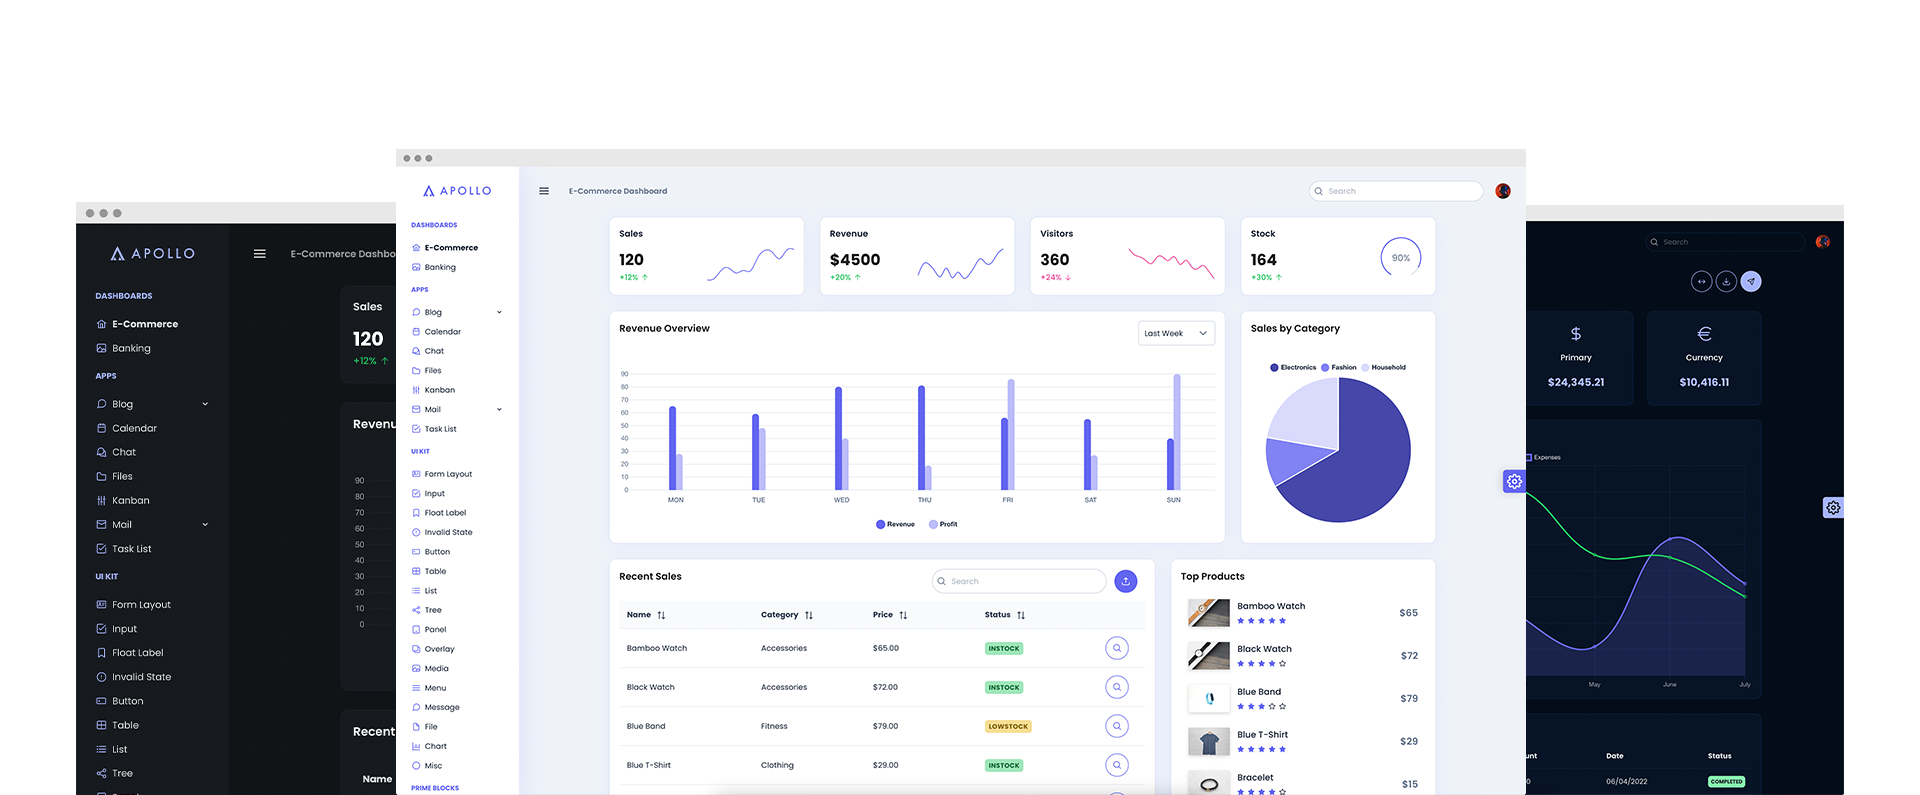 APOLLO
E-Commerce Dashbo
DASHBOARDS
E-Commerce
Banking
APPS
Blog
Calendar
Chat
Files
Kanban
Mail
Task List
UI KIT
Form Layout
Input
Float Label
Invalid State
Button
Table
List
Tree
Sales
120
+12%
Revenu
90
80
70
60
50
40
30
20
10
0
Recent
Name
APOLLO
DASHBOARDS
E-Commerce
Banking
APPS
Blog
Calendar
Chat
Files
Kanban
Mail
Task List
UI KIT
Form Layout
Input
Float Label
Invalid State
Button
Table
List
Tree
Panel
Overlay
Media
Menu
Message
File
Chart
Misc
PRIME BLOCKS
E-Commerce Dashboard
Search
Sales
120
+12%
Revenue
$4500
+20%
Visitors
360
+24%
Stock
164
+30%
90%
Revenue Overview
Last Week
90
80
70
60
50
40
30
20
10
0
MON TUE WED THU FRI SAT SUN
Revenue Profit
Sales by Category
Electronics Fashion Household
Recent Sales
Search
Name Category Price Status
Bamboo Watch Accessories $65.00 INSTOCK
Black Watch Accessories $72.00 INSTOCK
Blue Band Fitness $79.00 LOWSTOCK
Blue T-Shirt Clothing $29.00 INSTOCK
Top Products
Bamboo Watch $65
Black Watch $72
Blue Band $79
Blue T-Shirt $29
Bracelet $15
Search
$
Primary
$24,345.21
€
Currency
$10,416.11
Expenses
May June July
unt Date Status
0 06/04/2022 COMPLETED